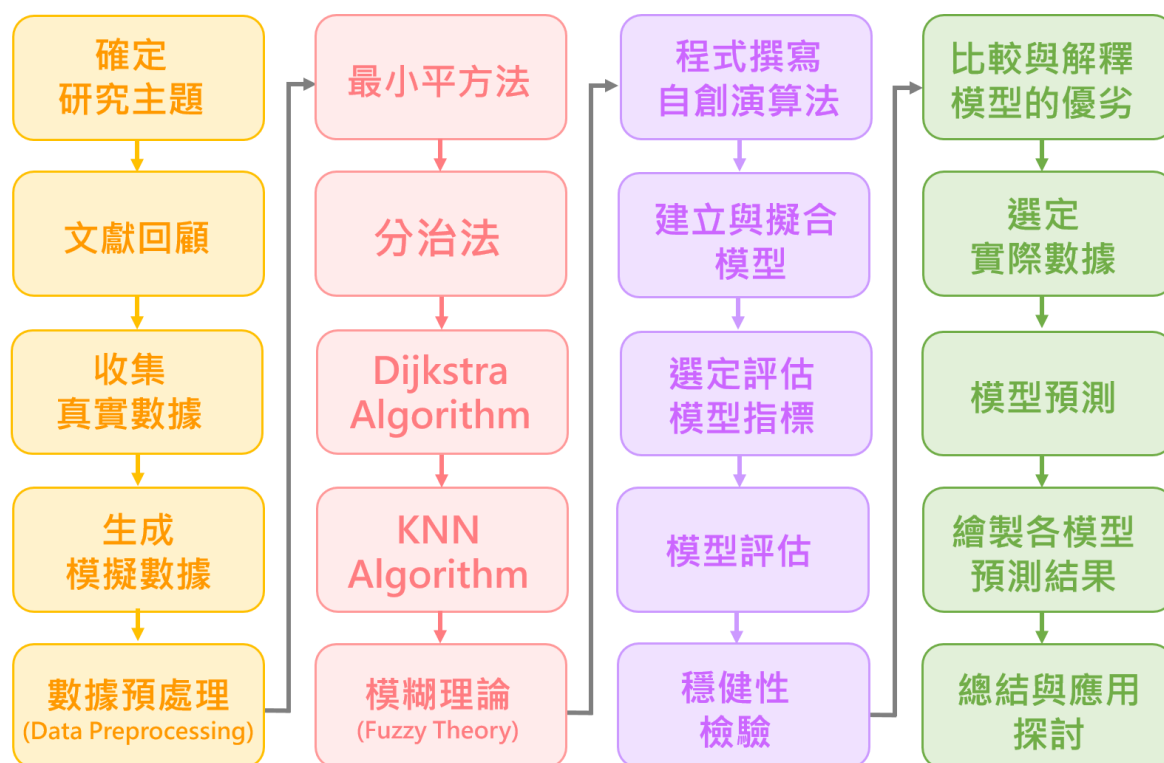 確定
研究主題
文獻回顧
收集
真實數據
生成
模擬數據
數據預處理
(Data Preprocessing)
最小平方法
分治法
Dijkstra
Algorithm
KNN
Algorithm
模糊理論
(Fuzzy Theory)
程式撰寫
自創演算法
建立與擬合
模型
選定評估
模型指標
模型評估
穩健性
檢驗
比較與解釋
模型的優劣
選定
實際數據
模型預測
繪製各模型
預測結果
總結與應用
探討